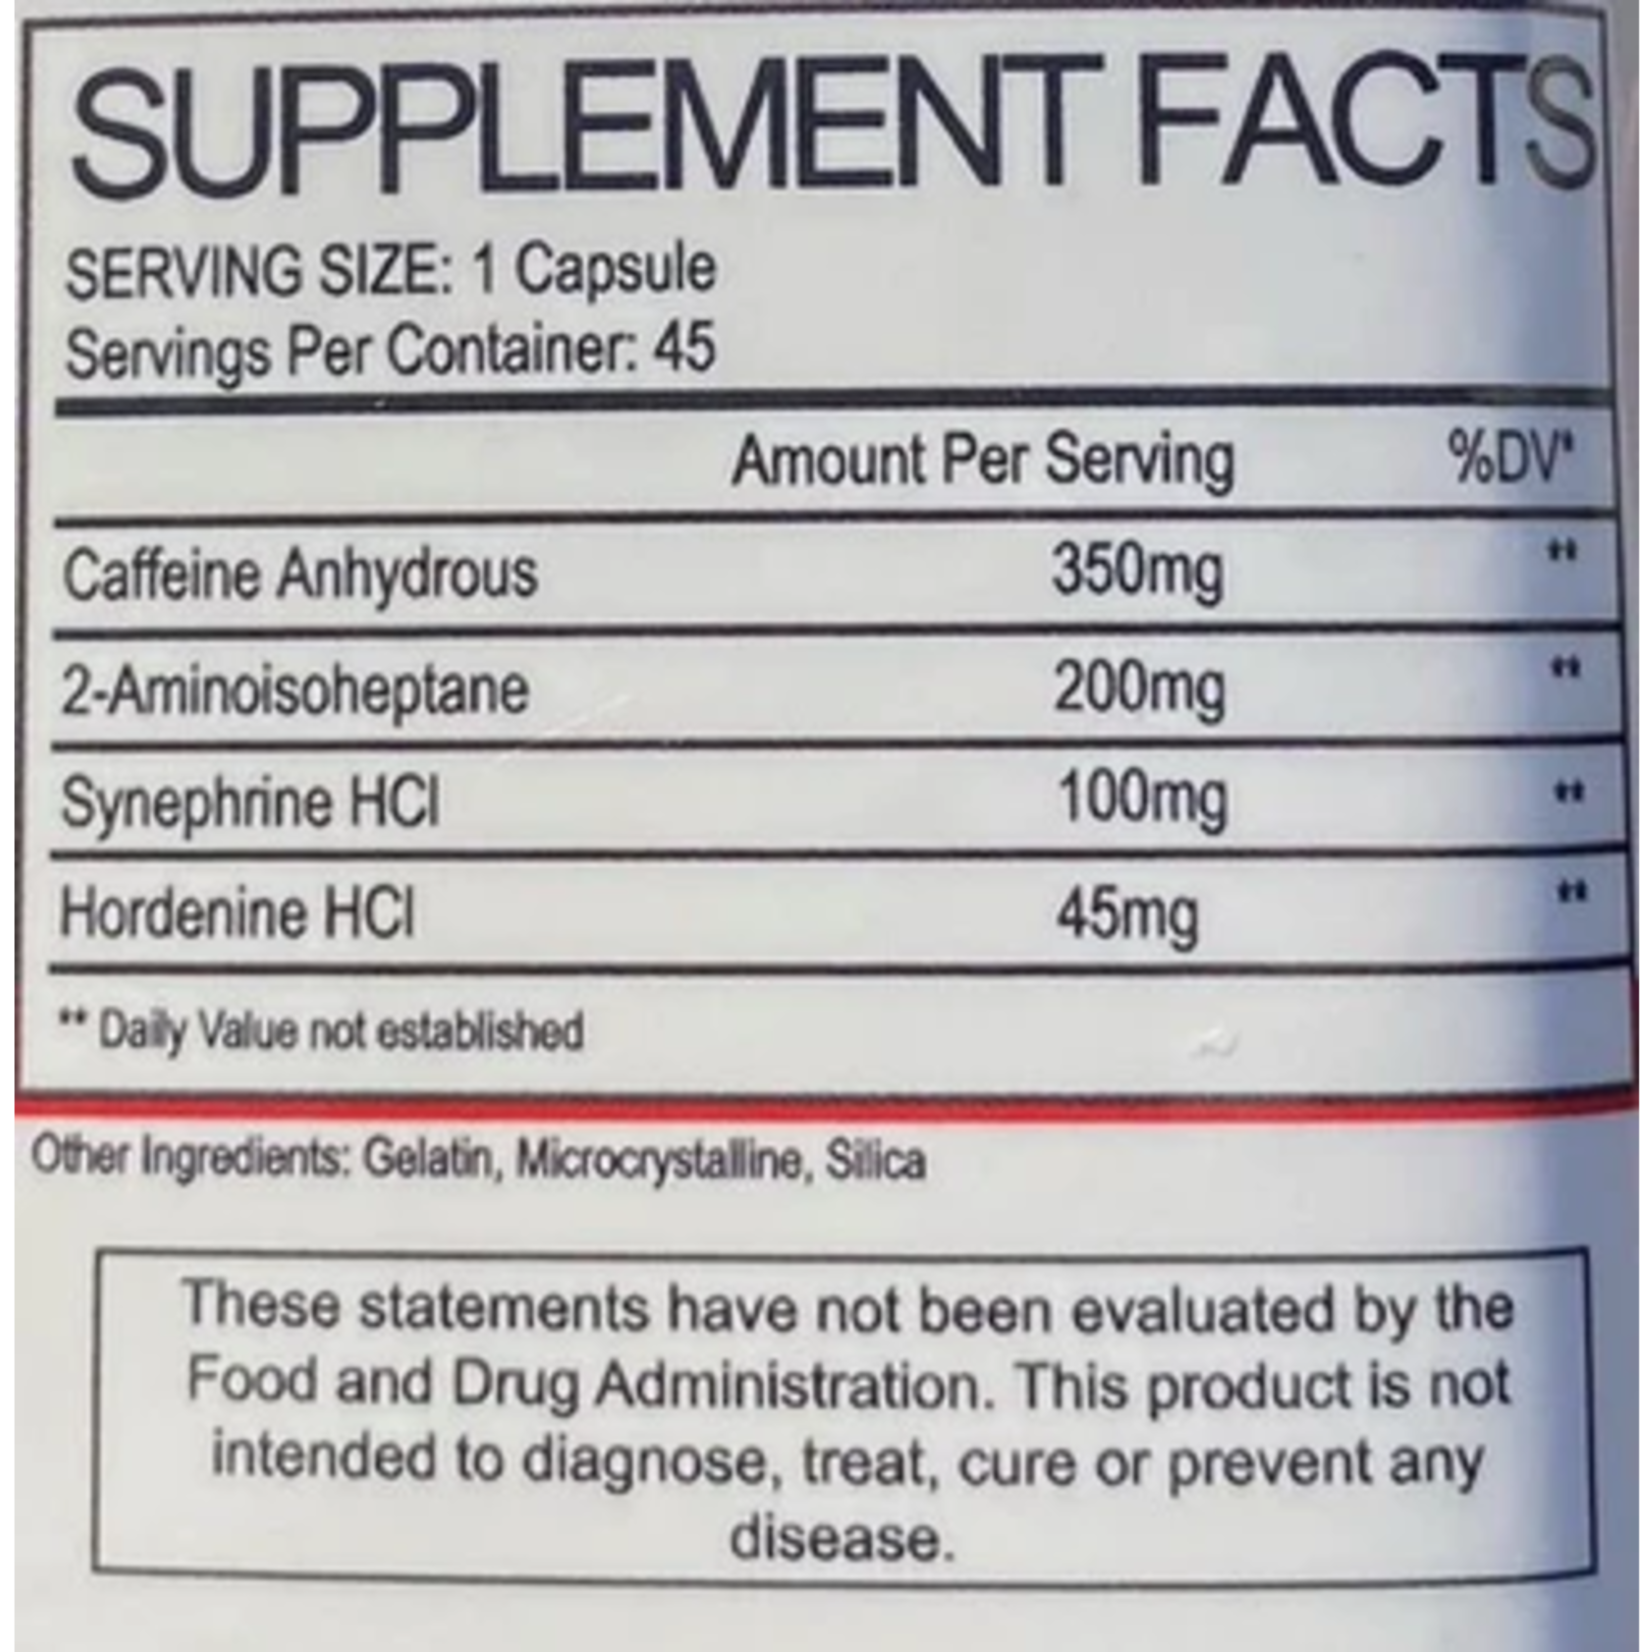 SUPPLEMENT FACTS
SERVING SIZE: 1 Capsule
Servings Per Container: 45
Amount Per Serving %DV*
Caffeine Anhydrous 350mg **
2-Aminoisoheptane 200mg **
Synephrine HCl 100mg **
Hordenine HCl 45mg **
** Daily Value not established
Other Ingredients: Gelatin, Microcrystalline, Silica
These statements have not been evaluated by the
Food and Drug Administration. This product is not
intended to diagnose, treat, cure or prevent any
disease.